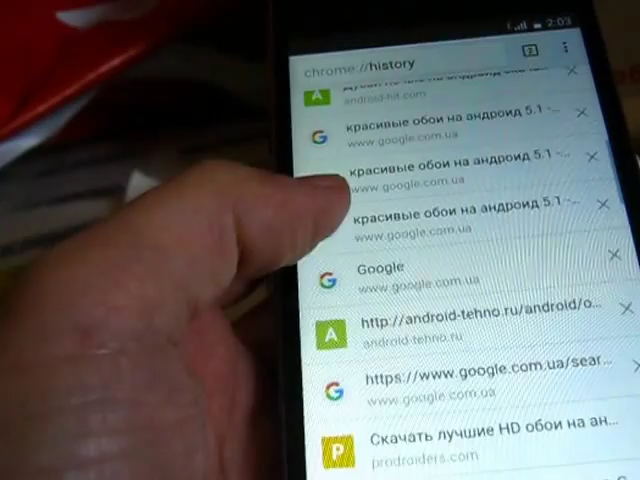 2:03
2
chrome://history
A
android-hit.com
красивые обои на андроид 5.1 -...
www.google.com.ua
красивые обои на андроид 5.1 -...
www.google.com.ua
красивые обои на андроид 5.1 -...
www.google.com.ua
Google
www.google.com.ua
http://android-tehno.ru/android/o...
A
android-tehno.ru
https://www.google.com.ua/sear...
www.google.com.ua
Скачать лучшие HD обои на ан...
P
prodroiders.com